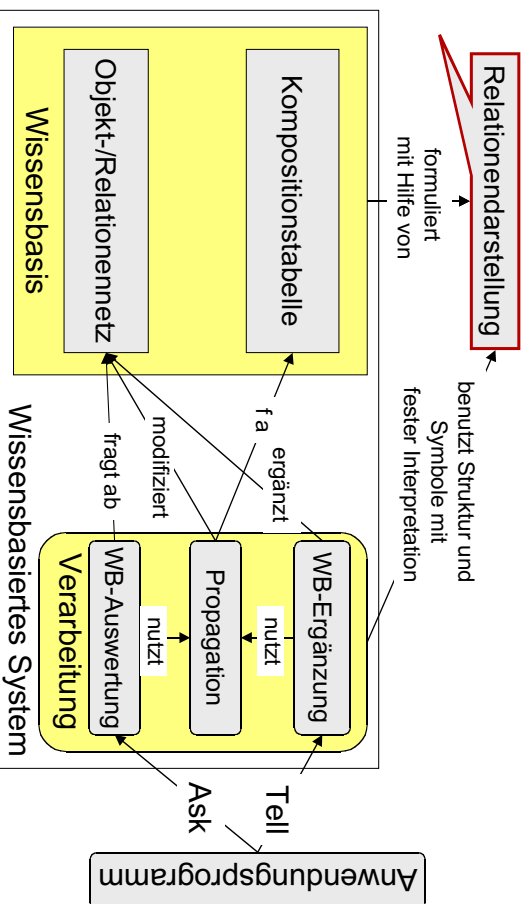 Relationendarstellung
formuliert
mit Hilfe von
benutzt Struktur und
Symbole mit
fester Interpretation
Kompositionstabelle
Objekt-/Relationennetz
Wissensbasis
f a
ergänzt
modifiziert
fragt ab
WB-Ergänzung
nutzt
Propagation
nutzt
WB-Auswertung
Verarbeitung
Wissensbasiertes System
Tell
Ask
Anwendungsprogramm